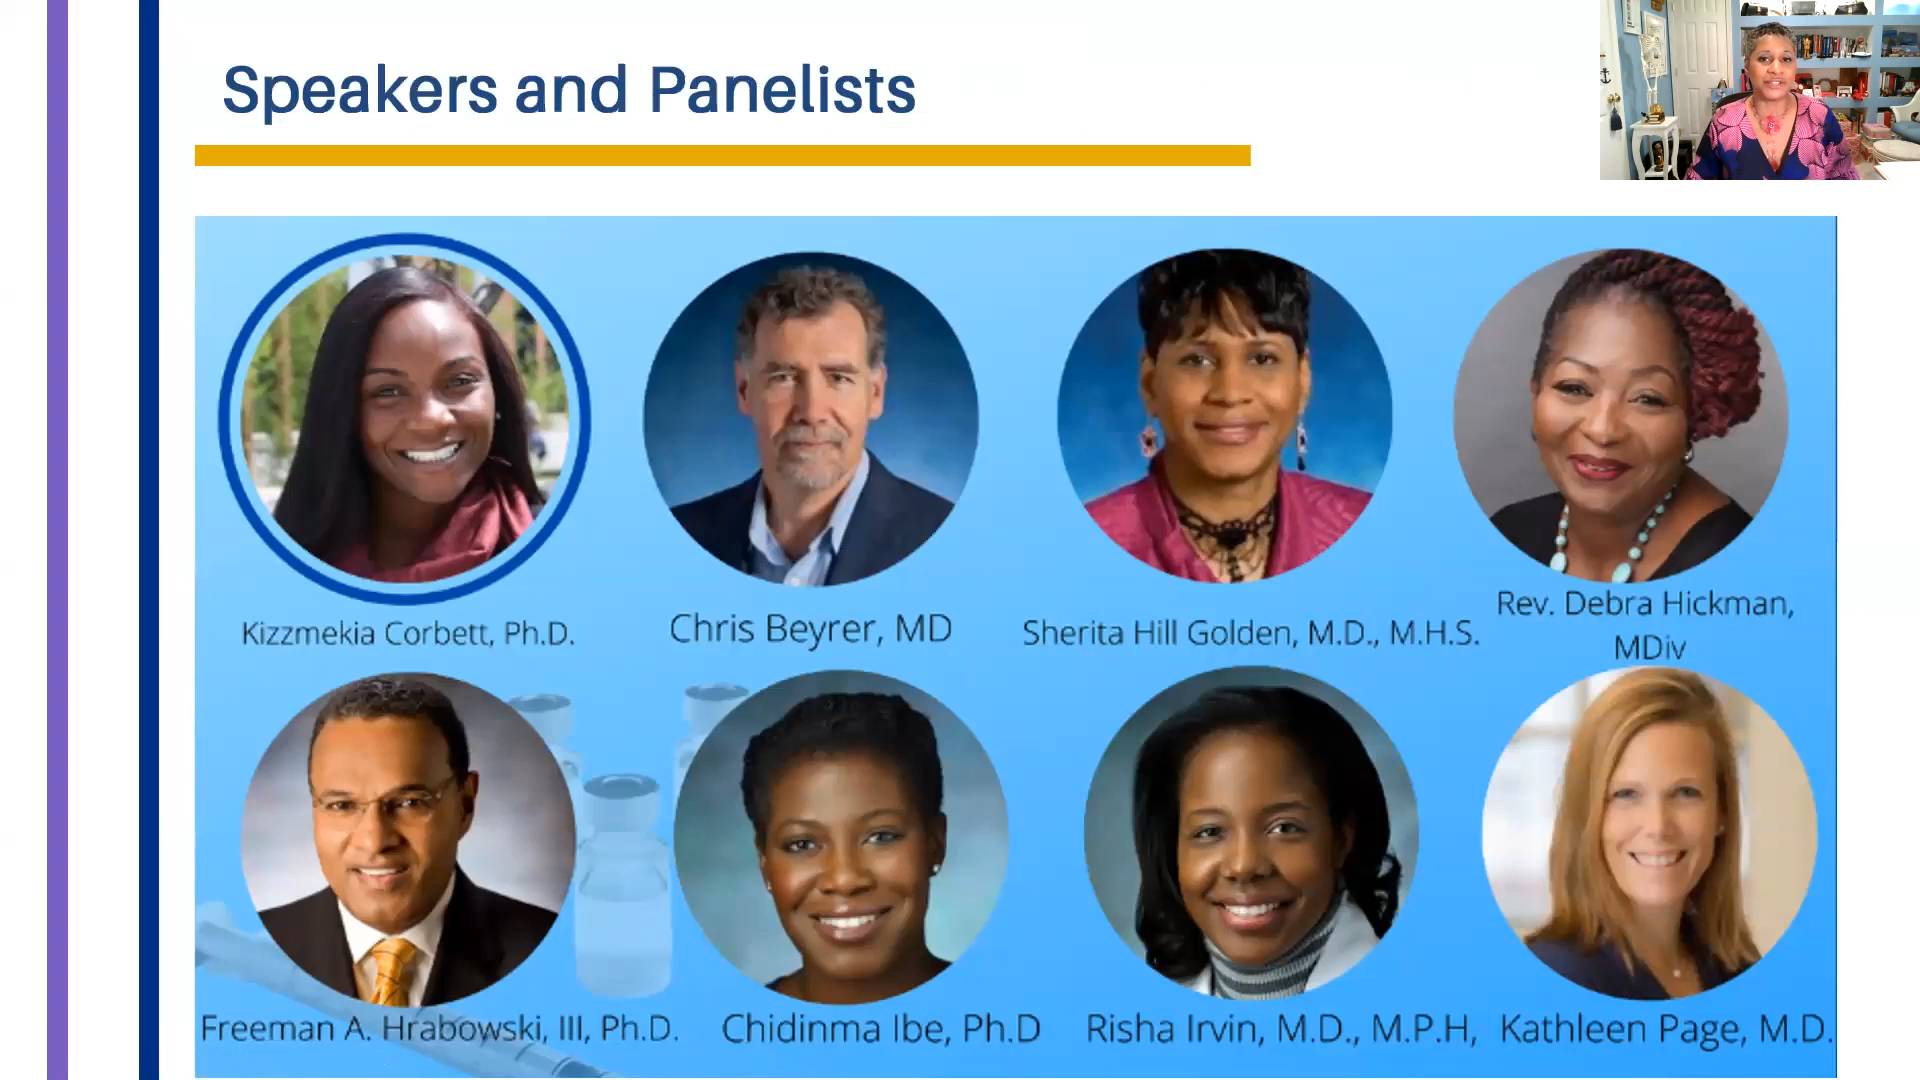 Speakers and Panelists
Kizzmekia Corbett, Ph.D.
Chris Beyrer, MD
Sherita Hill Golden, M.D., M.H.S.
Rev. Debra Hickman,
MDiv
Freeman A. Hrabowski, III, Ph.D.
Chidinma Ibe, Ph.D
Risha Irvin, M.D., M.P.H,
Kathleen Page, M.D.